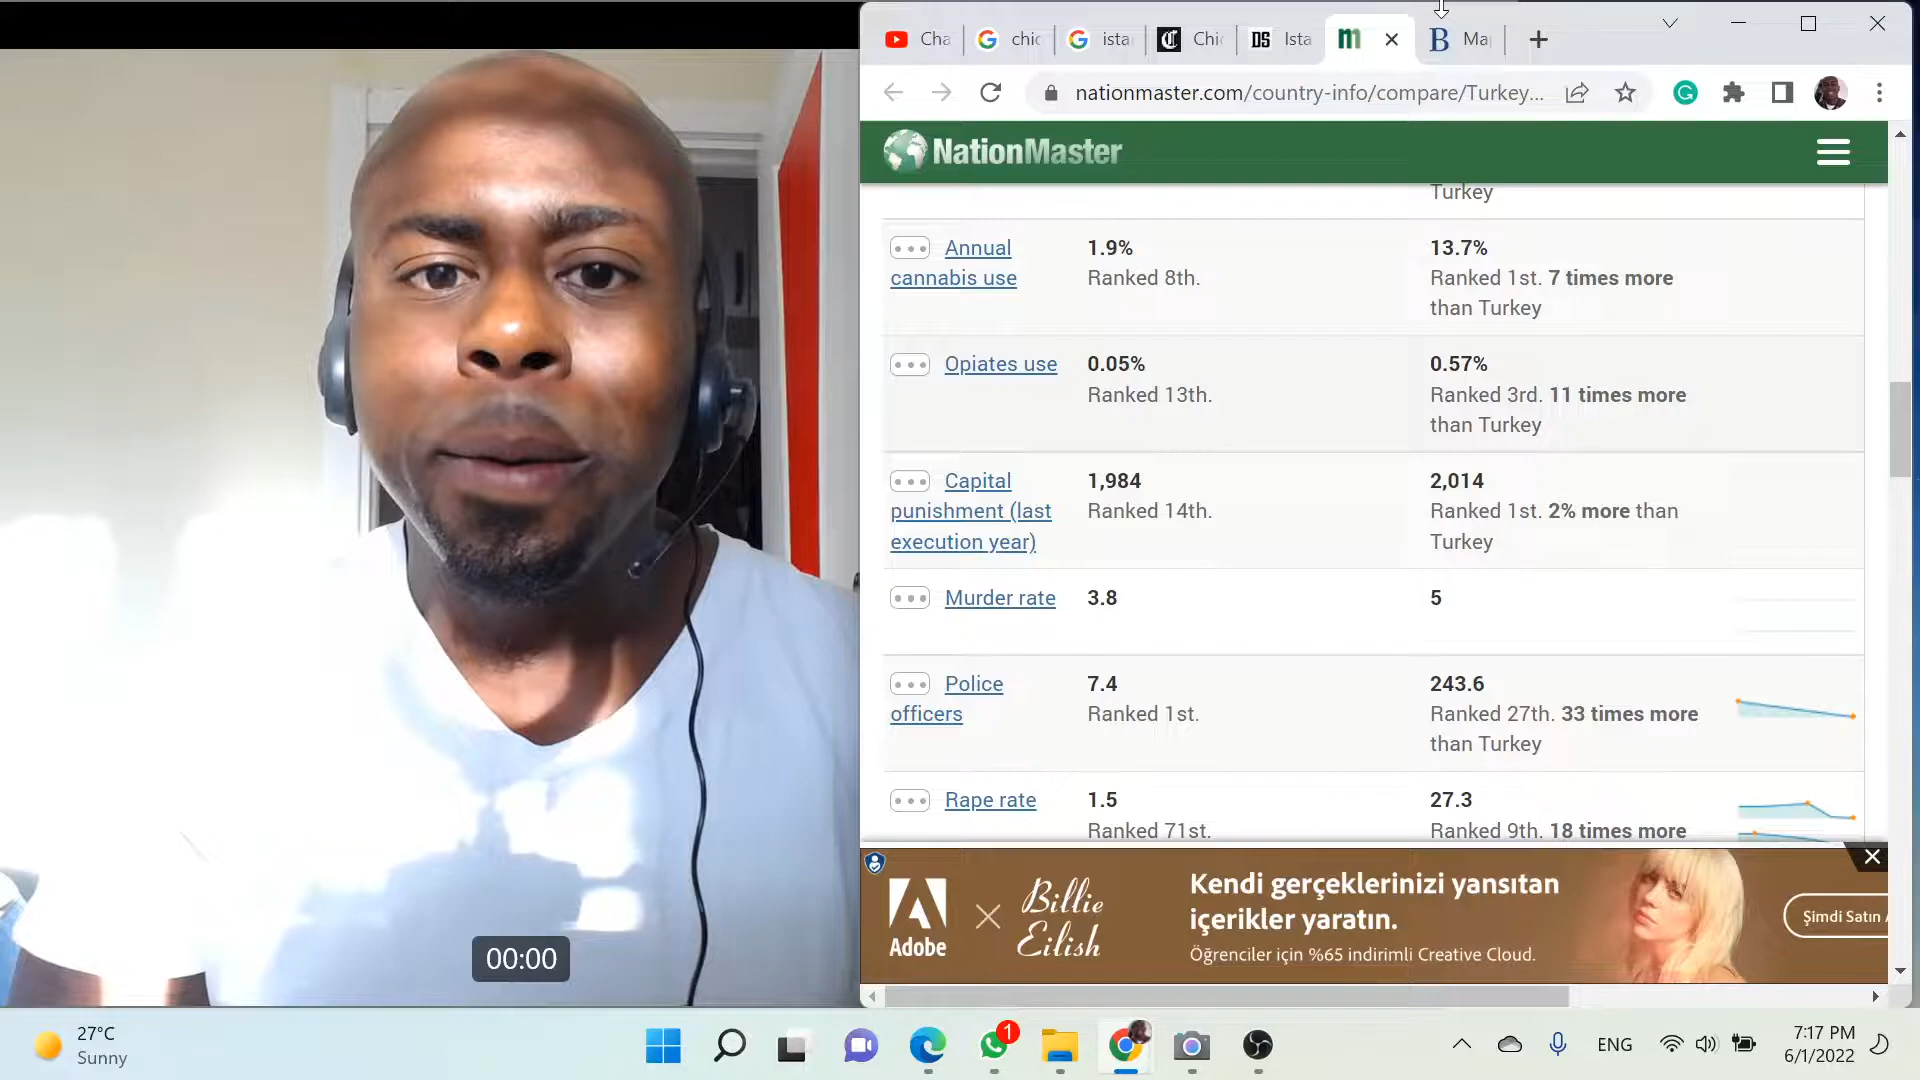 Cha
chic
ista
Chic
Ista
Ma
nationmaster.com/country-info/compare/Turkey...
NationMaster
Turkey
Annual cannabis use
1.9%
Ranked 8th.
13.7%
Ranked 1st. 7 times more
than Turkey
Opiates use
0.05%
Ranked 13th.
0.57%
Ranked 3rd. 11 times more
than Turkey
Capital
punishment (last
execution year)
1,984
Ranked 14th.
2,014
Ranked 1st. 2% more than
Turkey
Murder rate
3.8
5
Police
officers
7.4
Ranked 1st.
243.6
Ranked 27th. 33 times more
than Turkey
Rape rate
1.5
Ranked 71st.
27.3
Ranked 9th. 18 times more
Adobe
Billie
Eilish
Kendi gerçeklerinizi yansıtan
içerikler yaratın.
Öğrenciler için %65 indirimli Creative Cloud.
Şimdi Satın A
00:00
27°C
Sunny
1
ENG
7:17 PM
6/1/2022